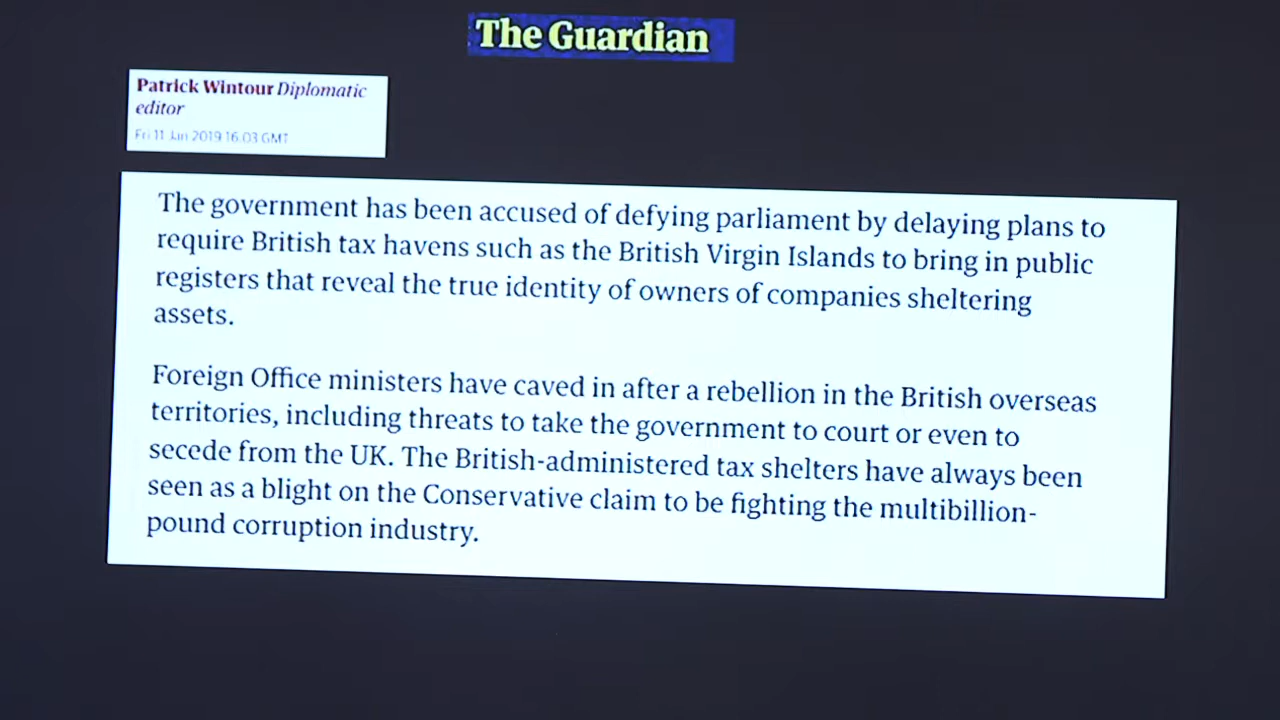 The Guardian
Patrick Wintour Diplomatic
editor
Fri 11 Jan 2019 16.03 GMT
The government has been accused of defying parliament by delaying plans to
require British tax havens such as the British Virgin Islands to bring in public
registers that reveal the true identity of owners of companies sheltering
assets.
Foreign Office ministers have caved in after a rebellion in the British overseas
territories, including threats to take the government to court or even to
secede from the UK. The British-administered tax shelters have always been
seen as a blight on the Conservative claim to be fighting the multibillion-
pound corruption industry.